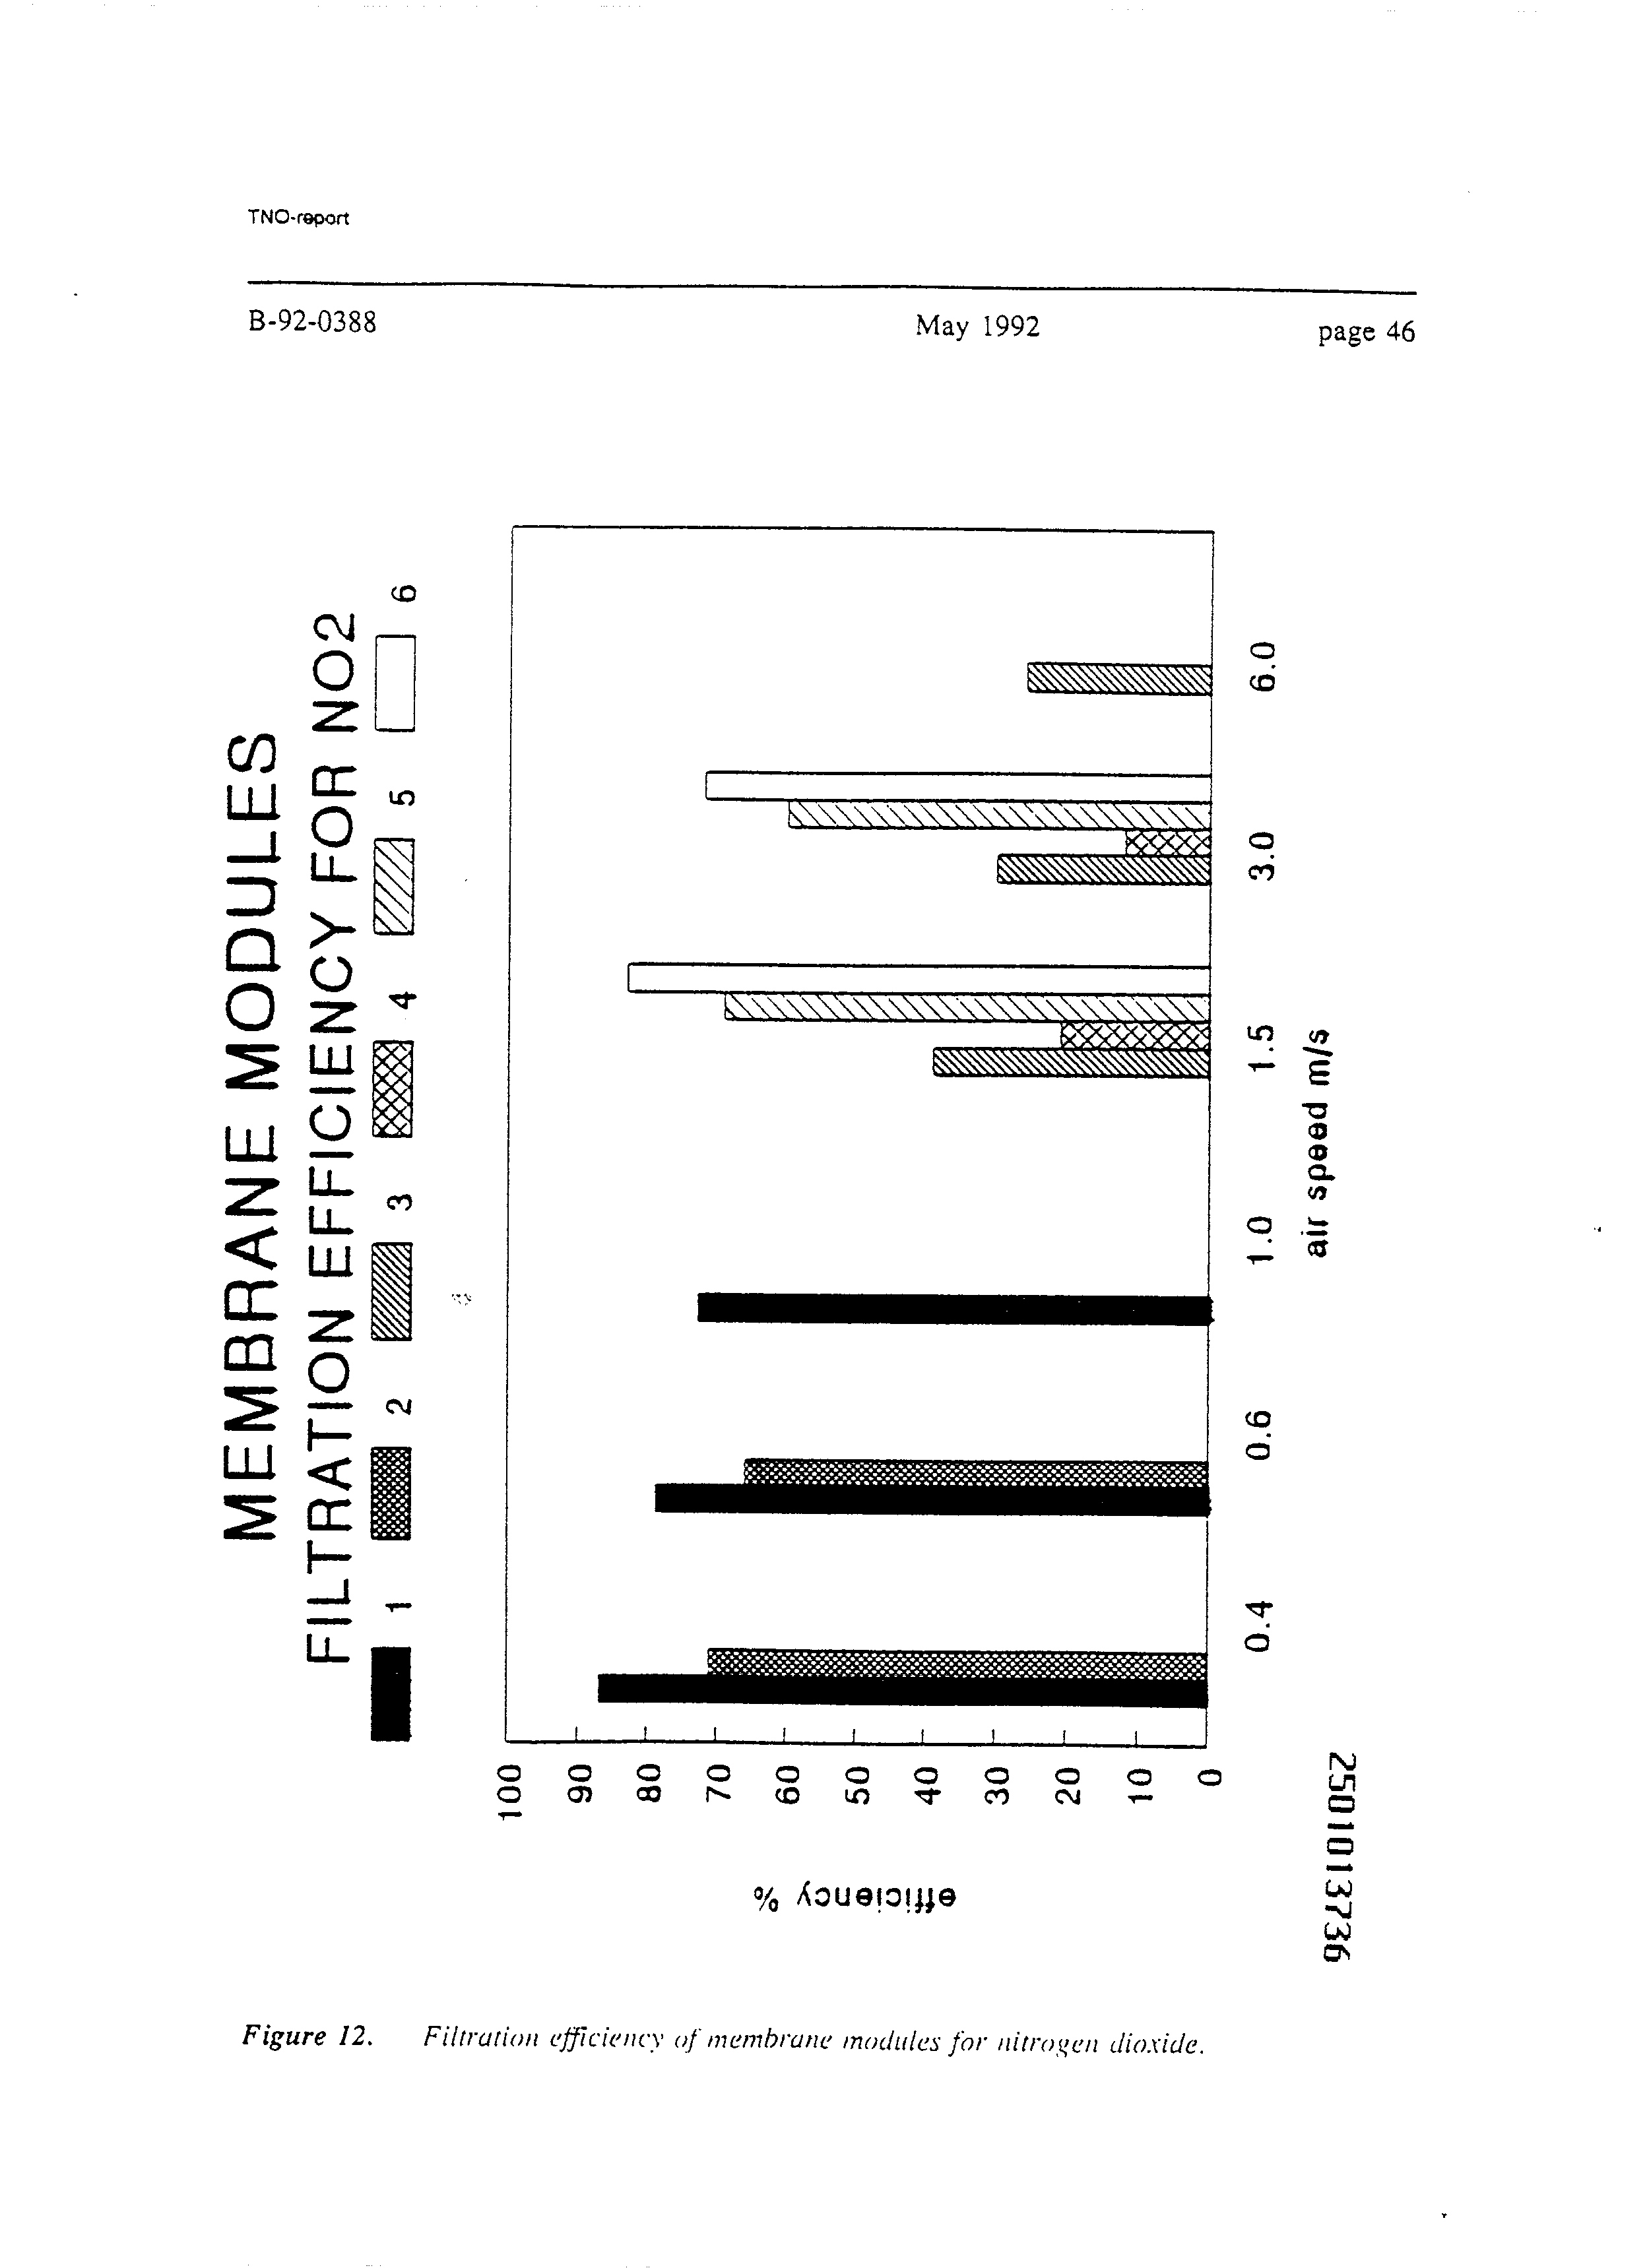 TNO-report
B-92-0388 May 1992 page 46
MEMBRANE MODULES
FILTRATION EFFICIENCY FOR NO2
1 2 3 4 5 6
efficiency %
100
90
80
70
60
50
40
30
20
10
0
0.4 0.6 1.0 1.5 3.0 6.0
air speed m/s
2501013736
Figure 12. Filtration efficiency of membrane modules for nitrogen dioxide.